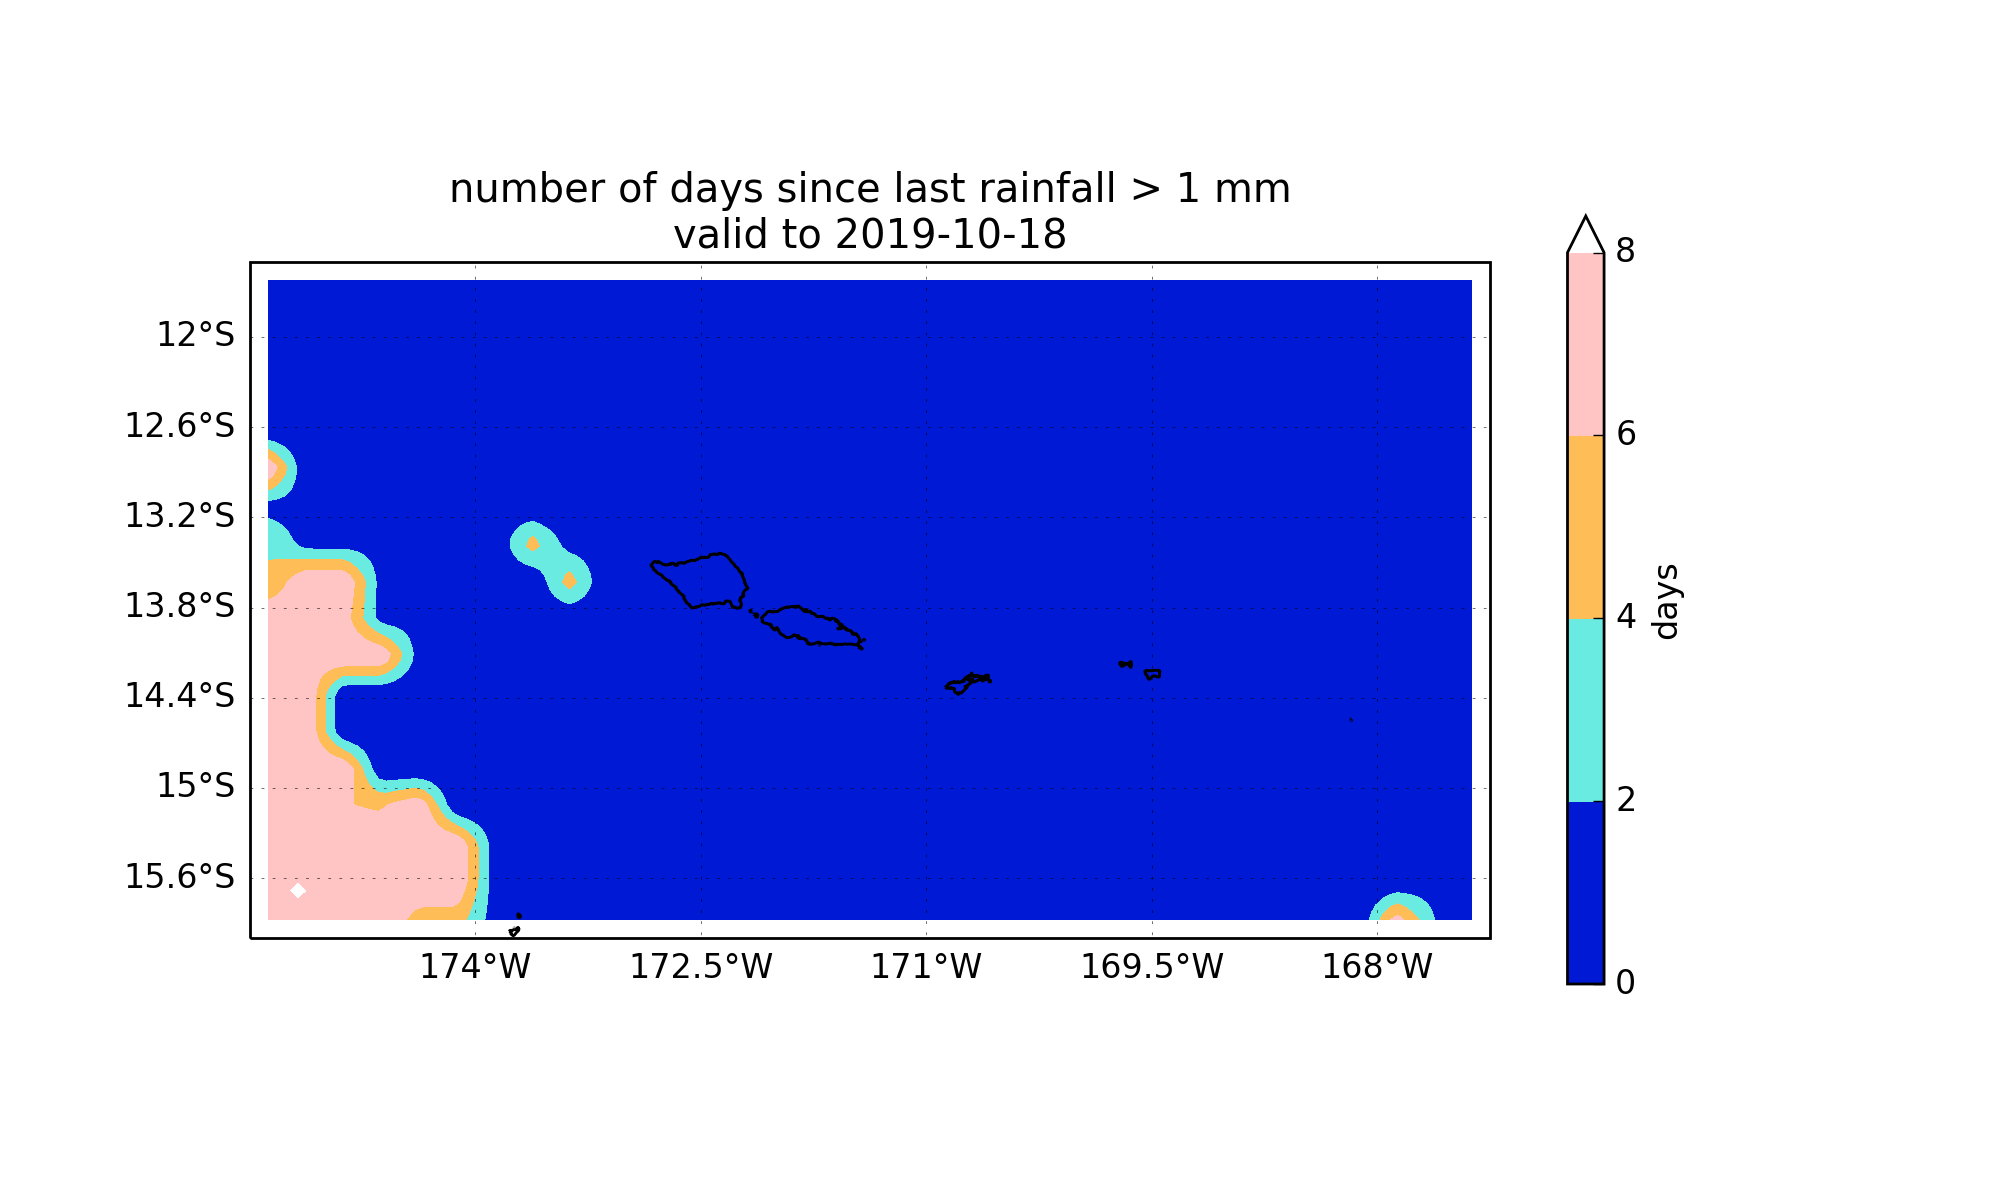 number of days since last rainfall > 1 mm
valid to 2019-10-18
12°S
12.6°S
13.2°S
13.8°S
14.4°S
15°S
15.6°S
174°W
172.5°W
171°W
169.5°W
168°W
8
6
4
2
0
days